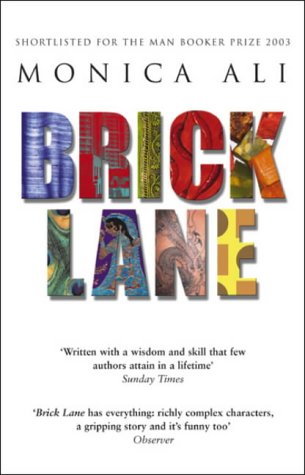 SHORTLISTED FOR THE MAN BOOKER PRIZE 2003
MONICA ALI
BRICK
LANE
‘Written with a wisdom and skill that few
authors attain in a lifetime’
Sunday Times
‘Brick Lane has everything: richly complex characters,
a gripping story and it’s funny too’
Observer